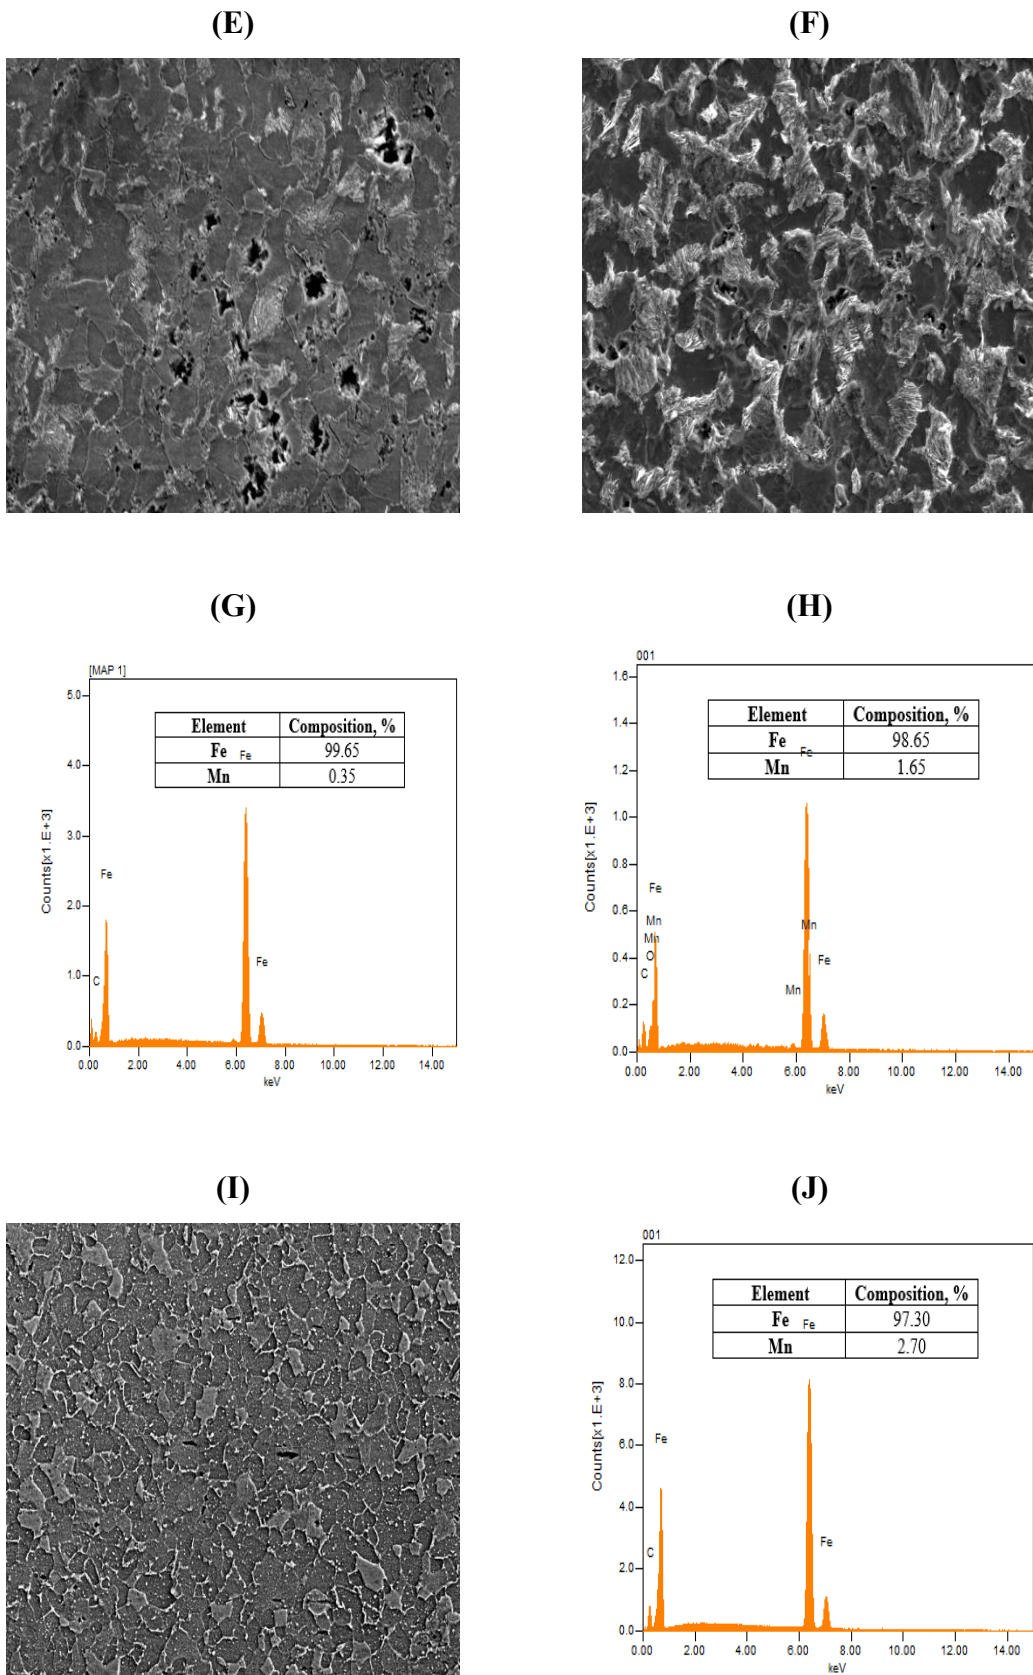 (E)
(F)
(G)
(H)
[MAP 1]
Counts[x1.E+3]
5.0
4.0
3.0
2.0
1.0
0.0
Element Composition, %
Fe 99.65
Mn 0.35
Fe
Fe
Fe
C
0.00 2.00 4.00 6.00 8.00 10.00 12.00 14.00
keV
001
Counts[x1.E+3]
1.6
1.4
1.2
1.0
0.8
0.6
0.4
0.2
0.0
Element Composition, %
Fe 98.65
Mn 1.65
Fe
Fe
Mn
Mn
O
C
Mn
Fe
Mn
0.00 2.00 4.00 6.00 8.00 10.00 12.00 14.00
keV
(I)
(J)
001
Counts[x1.E+3]
12.0
10.0
8.0
6.0
4.0
2.0
0.0
Element Composition, %
Fe 97.30
Mn 2.70
Fe
Fe
Fe
C
0.00 2.00 4.00 6.00 8.00 10.00 12.00 14.00
keV